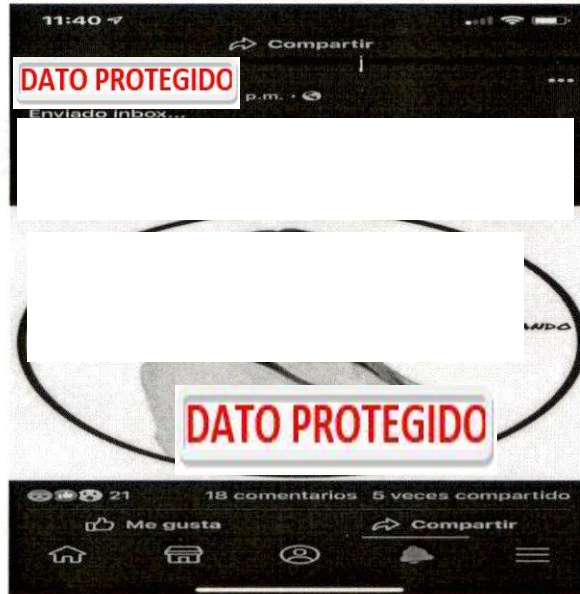 11:40
Compartir
DATO PROTEGIDO
p.m.
Enviado inbox...
ANDO
DATO PROTEGIDO
21
18 comentarios 5 veces compartido
Me gusta
Compartir